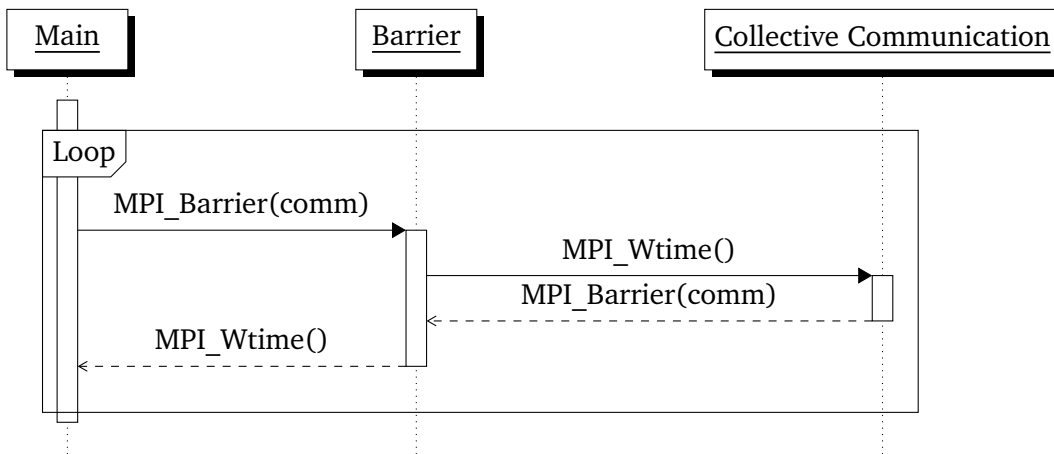 Main
Barrier
Collective Communication
Loop
MPI_Barrier(comm)
MPI_Wtime()
MPI_Barrier(comm)
MPI_Wtime()